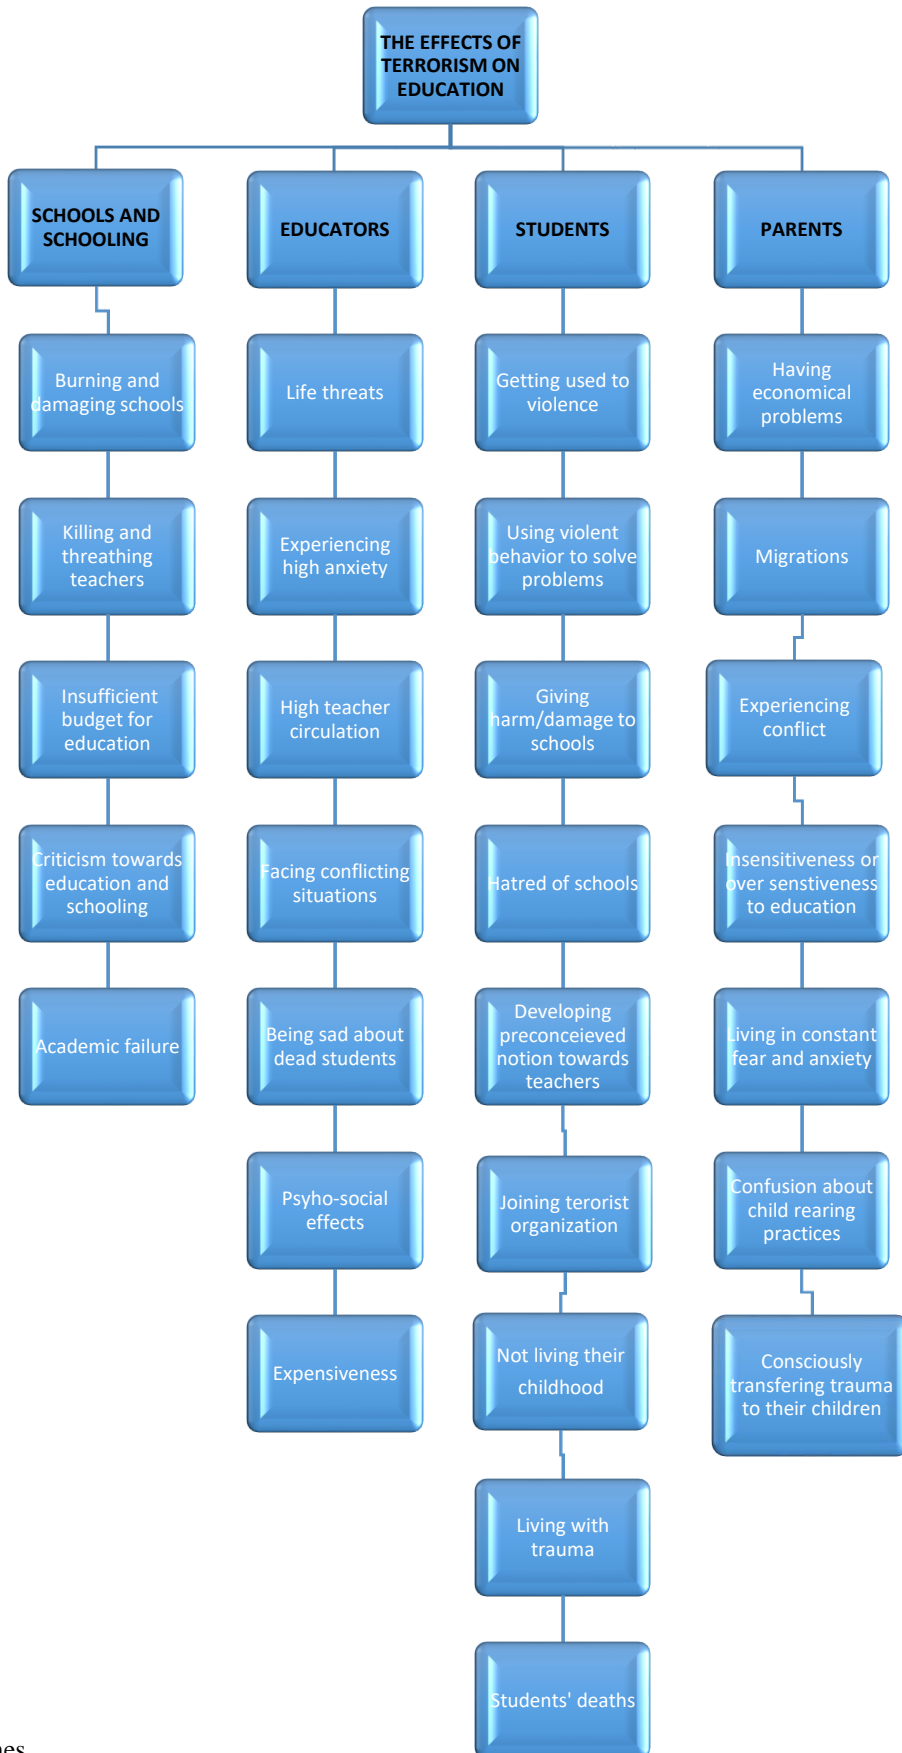 THE EFFECTS OF
TERRORISM ON
EDUCATION
SCHOOLS AND
SCHOOLING
Burning and
damaging schools
Killing and
threathing
teachers
Insufficient
budget for
education
Criticism towards
education and
schooling
Academic failure
EDUCATORS
Life threats
Experiencing
high anxiety
High teacher
circulation
Facing conflicting
situations
Being sad about
dead students
Psyho-social
effects
Expensiveness
STUDENTS
Getting used to
violence
Using violent
behavior to solve
problems
Giving
harm/damage to
schools
Hatred of schools
Developing
preconceieved
notion towards
teachers
Joining terorist
organization
Not living their
childhood
Living with
trauma
Students' deaths
PARENTS
Having
economical
problems
Migrations
Experiencing
conflict
Insensitiveness or
over senstiveness
to education
Living in constant
fear and anxiety
Confusion about
child rearing
practices
Consciously
transfering trauma
to their children